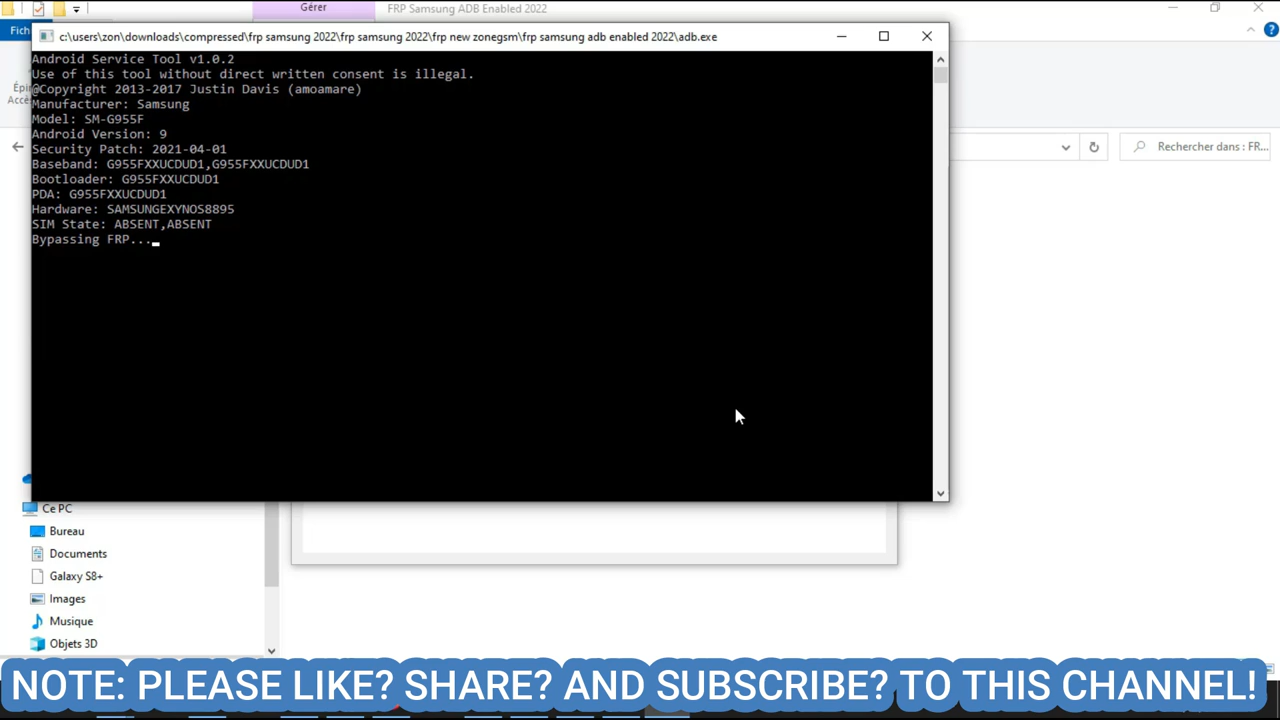 Gérer
FRP Samsung ADB Enabled 2022
Fich
c:\users\zon\downloads\compressed\frp samsung 2022\frp samsung 2022\frp new zonegsm\frp samsung adb enabled 2022\adb.exe
Android Service Tool v1.0.2
Use of this tool without direct written consent is illegal.
@Copyright 2013-2017 Justin Davis (amoamare)
Manufacturer: Samsung
Model: SM-G955F
Android Version: 9
Security Patch: 2021-04-01
Baseband: G955FXXUCDUD1,G955FXXUCDUD1
Bootloader: G955FXXUCDUD1
PDA: G955FXXUCDUD1
Hardware: SAMSUNGEXYNOS8895
SIM State: ABSENT,ABSENT
Bypassing FRP...
Épi
Accè
Rechercher dans : FR...
Ce PC
Bureau
Documents
Galaxy S8+
Images
Musique
Objets 3D
NOTE: PLEASE LIKE? SHARE? AND SUBSCRIBE? TO THIS CHANNEL!